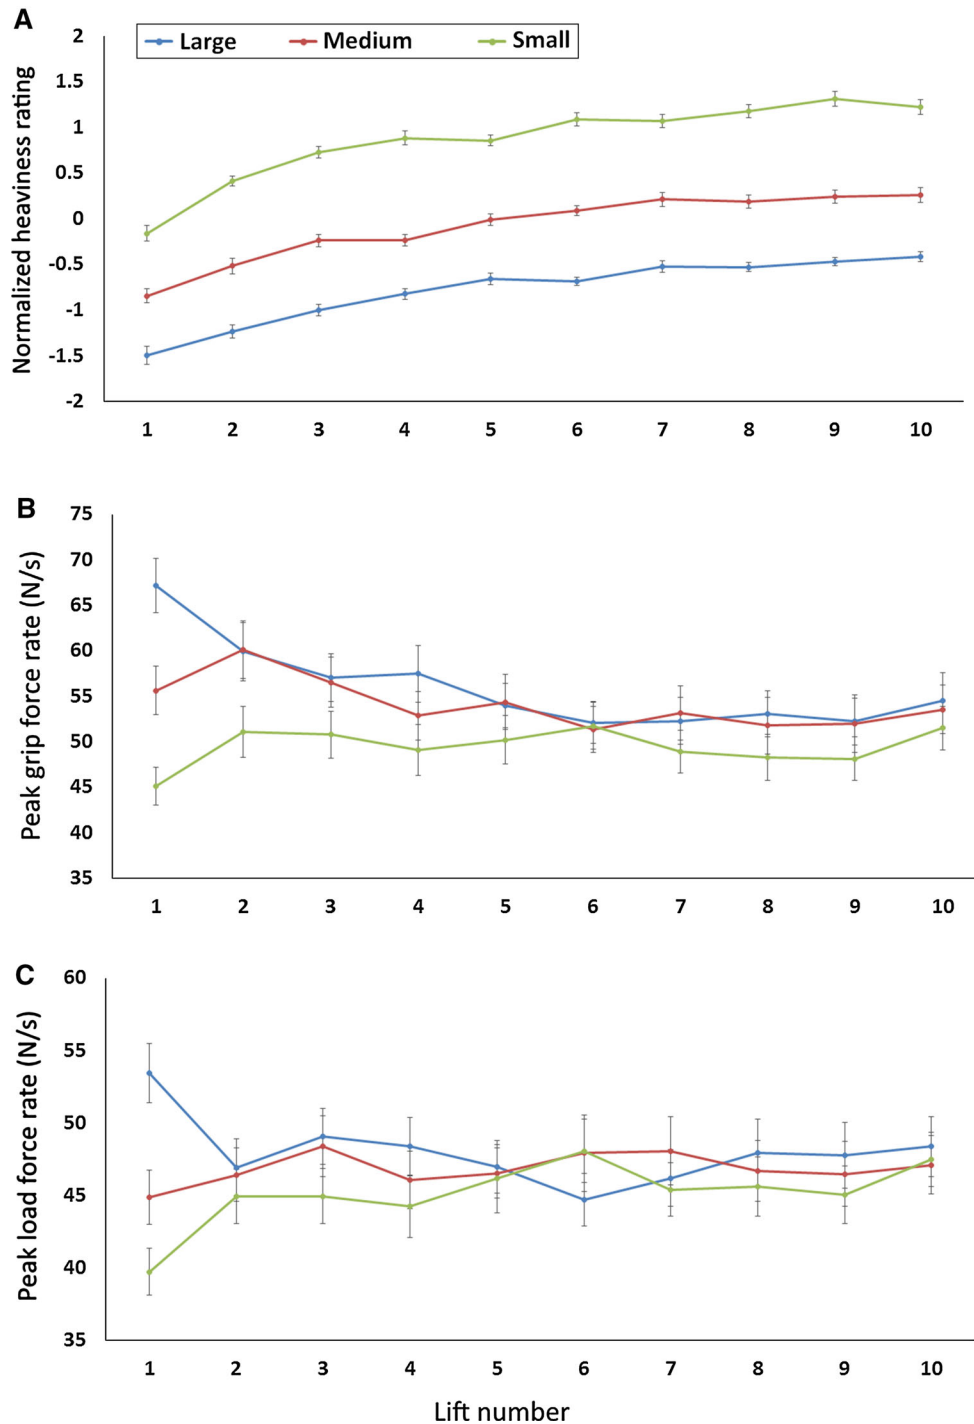 A
Large Medium Small
Normalized heaviness rating
2
1.5
1
0.5
0
-0.5
-1
-1.5
-2
1 2 3 4 5 6 7 8 9 10
B
Peak grip force rate (N/s)
75
70
65
60
55
50
45
40
35
1 2 3 4 5 6 7 8 9 10
C
Peak load force rate (N/s)
60
55
50
45
40
35
1 2 3 4 5 6 7 8 9 10
Lift number